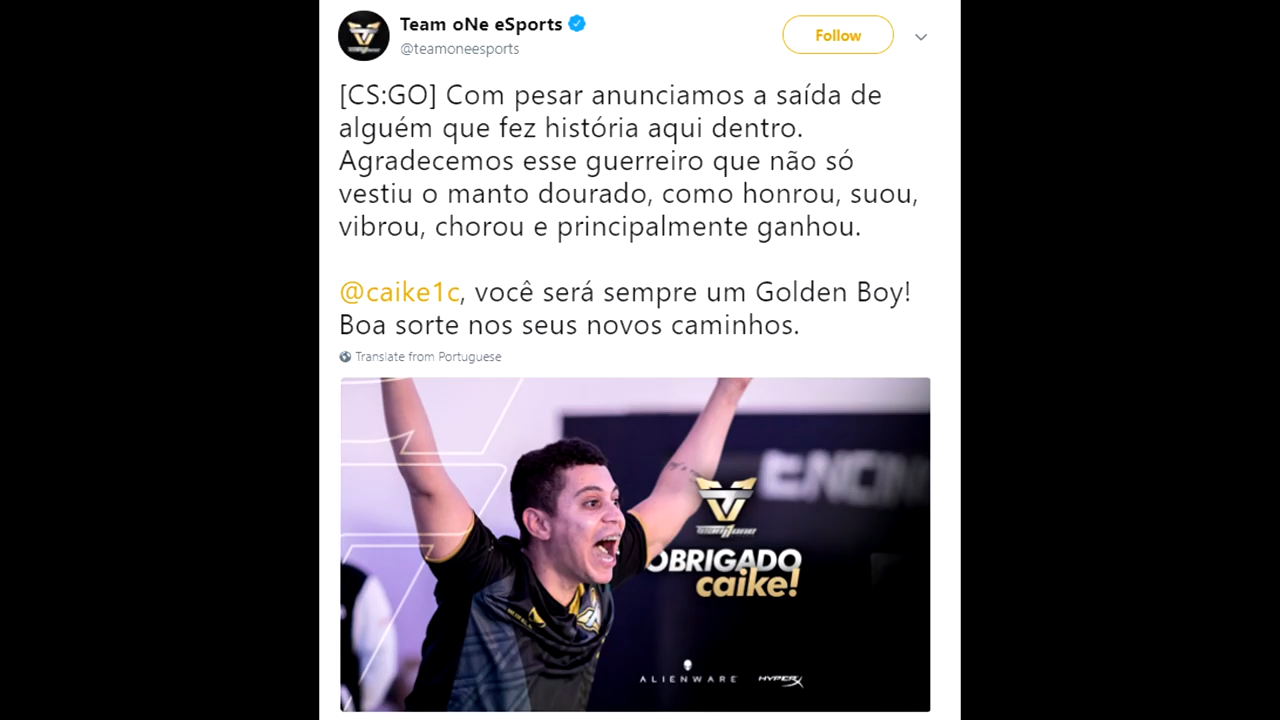 Team oNe eSports
@teamoneesports
Follow
[CS:GO] Com pesar anunciamos a saída de
alguém que fez história aqui dentro.
Agradecemos esse guerreiro que não só
vestiu o manto dourado, como honrou, suou,
vibrou, chorou e principalmente ganhou.
@caike1c, você será sempre um Golden Boy!
Boa sorte nos seus novos caminhos.
Translate from Portuguese
OBRIGADO
caike!
ALIENWARE
HYPERX